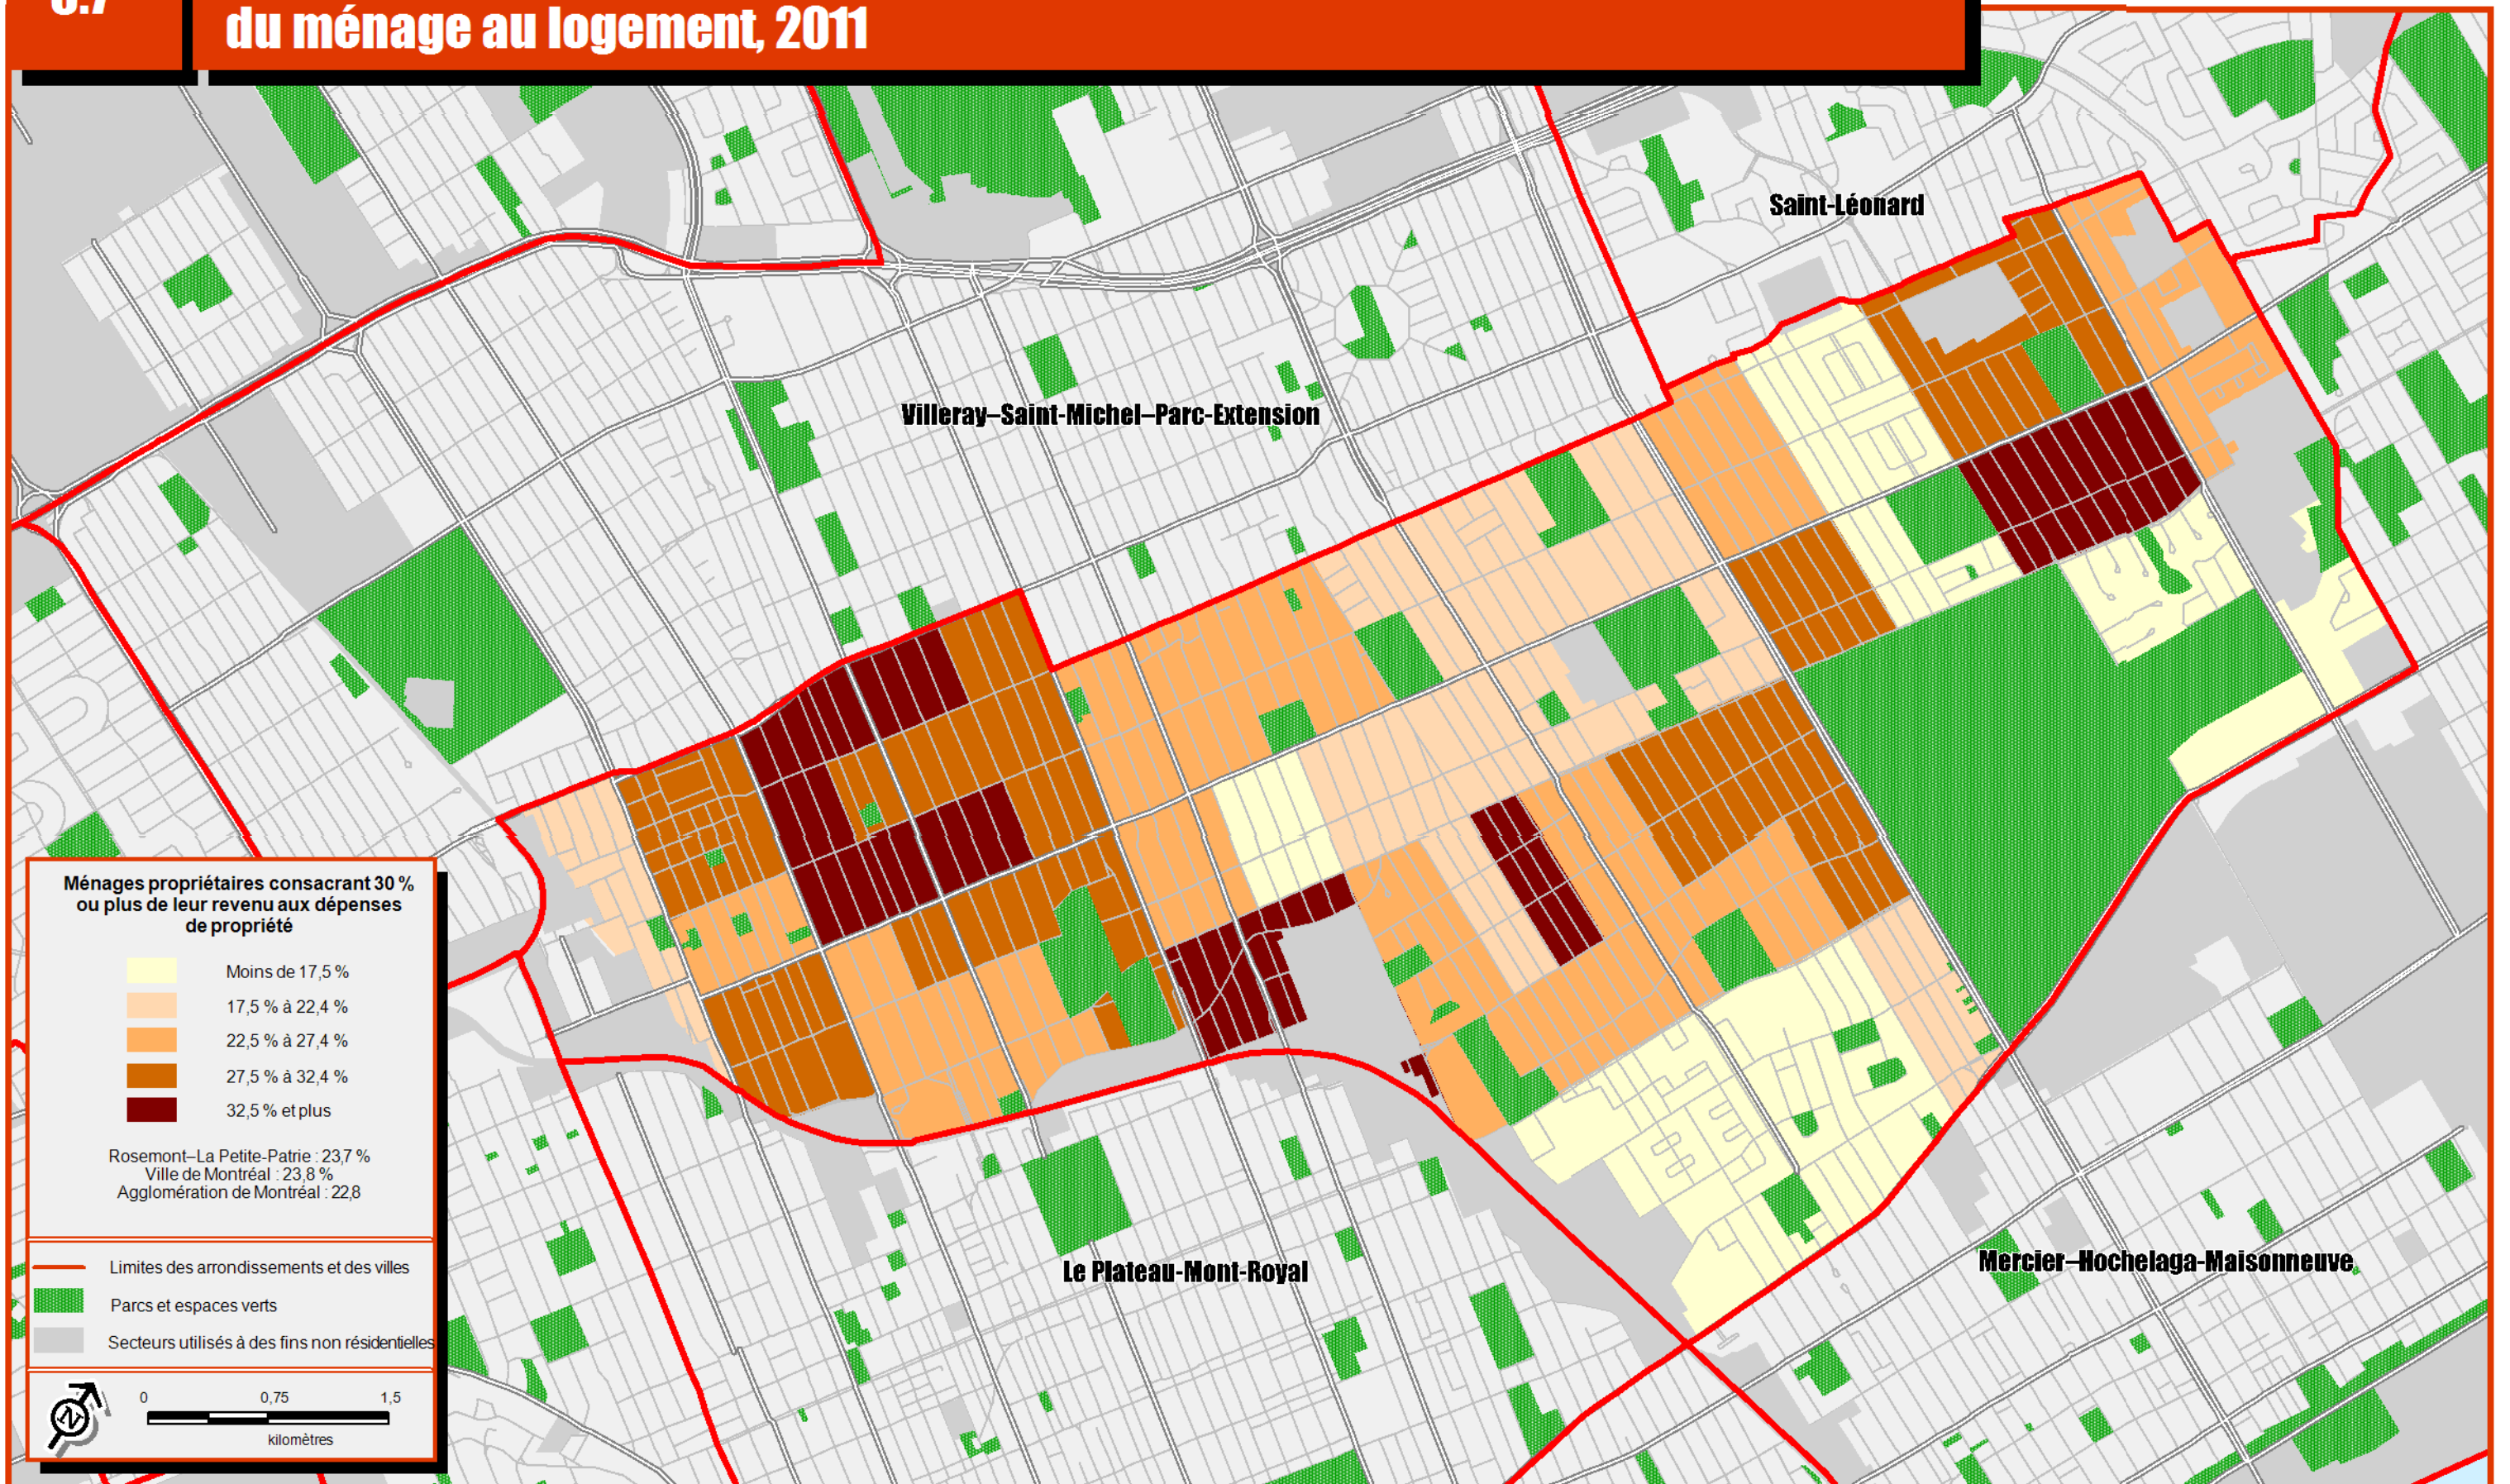 du ménage au logement, 2011
Saint-Léonard
Villeray–Saint-Michel–Parc-Extension
Ménages propriétaires consacrant 30 %
ou plus de leur revenu aux dépenses
de propriété
Moins de 17,5 %
17,5 % à 22,4 %
22,5 % à 27,4 %
27,5 % à 32,4 %
32,5 % et plus
Rosemont–La Petite-Patrie : 23,7 %
Ville de Montréal : 23,8 %
Agglomération de Montréal : 22,8
Limites des arrondissements et des villes
Parcs et espaces verts
Secteurs utilisés à des fins non résidentielles
N
0 0,75 1,5
kilomètres
Le Plateau-Mont-Royal
Mercier–Hochelaga-Maisonneuve